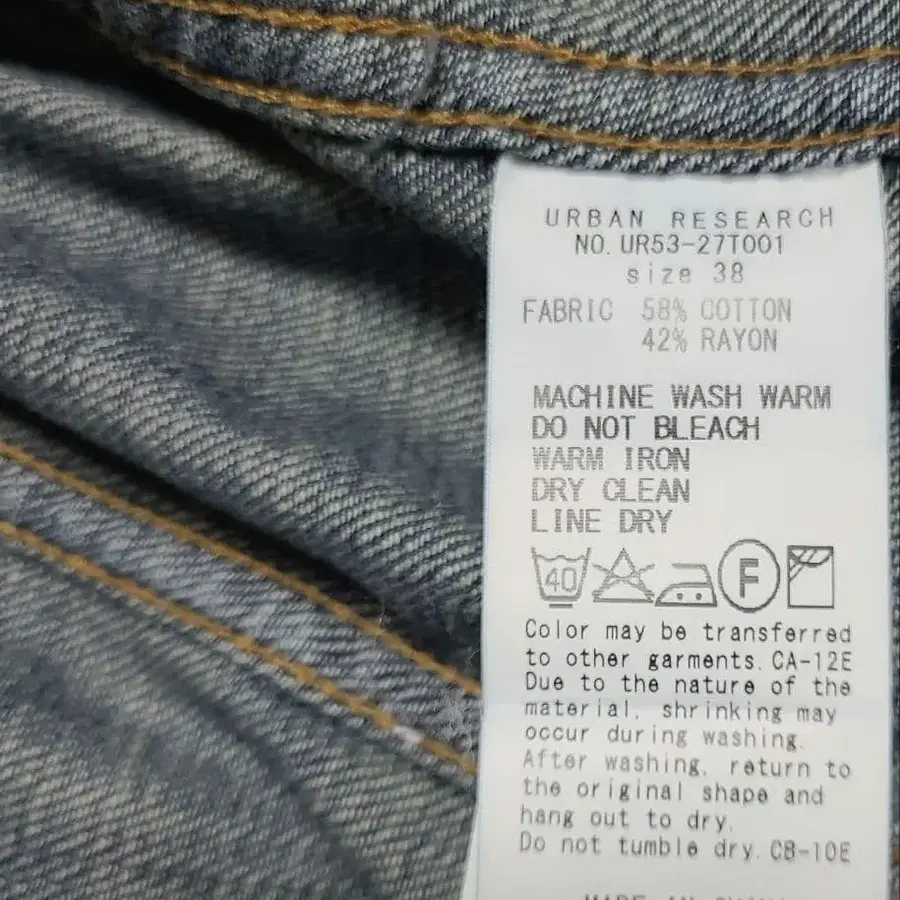 URBAN RESEARCH
NO. UR53-27T001
size 38
FABRIC 58% COTTON
42% RAYON
MACHINE WASH WARM
DO NOT BLEACH
WARM IRON
DRY CLEAN
LINE DRY
40 F
Color may be transferred
to other garments. CA-12E
Due to the nature of the
material, shrinking may
occur during washing.
After washing, return to
the original shape and
hang out to dry.
Do not tumble dry. CB-10E
MADE IN